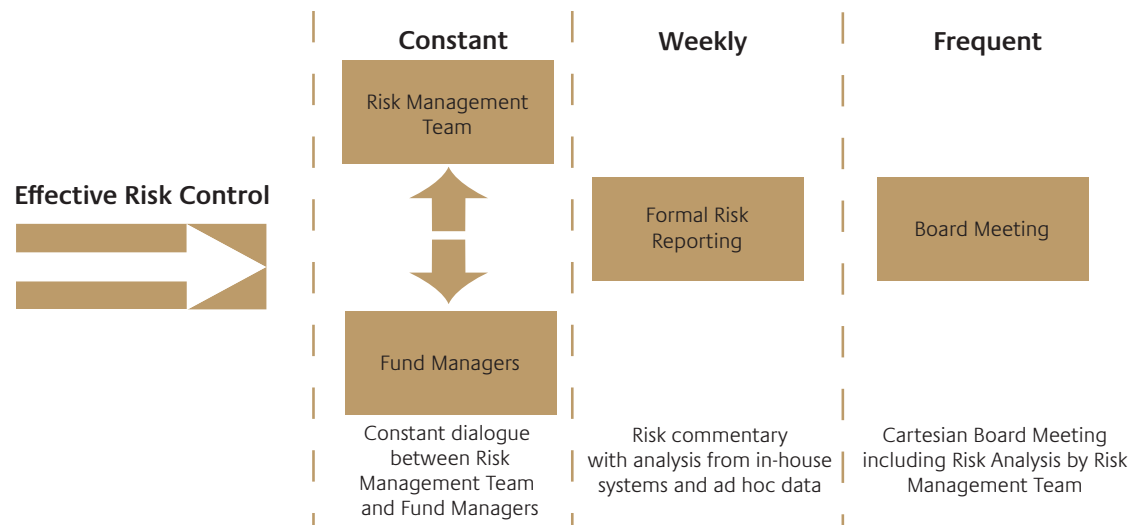 Effective Risk Control
Constant
Risk Management
Team
Fund Managers
Constant dialogue
between Risk
Management Team
and Fund Managers
Weekly
Formal Risk
Reporting
Risk commentary
with analysis from in-house
systems and ad hoc data
Frequent
Board Meeting
Cartesian Board Meeting
including Risk Analysis by Risk
Management Team